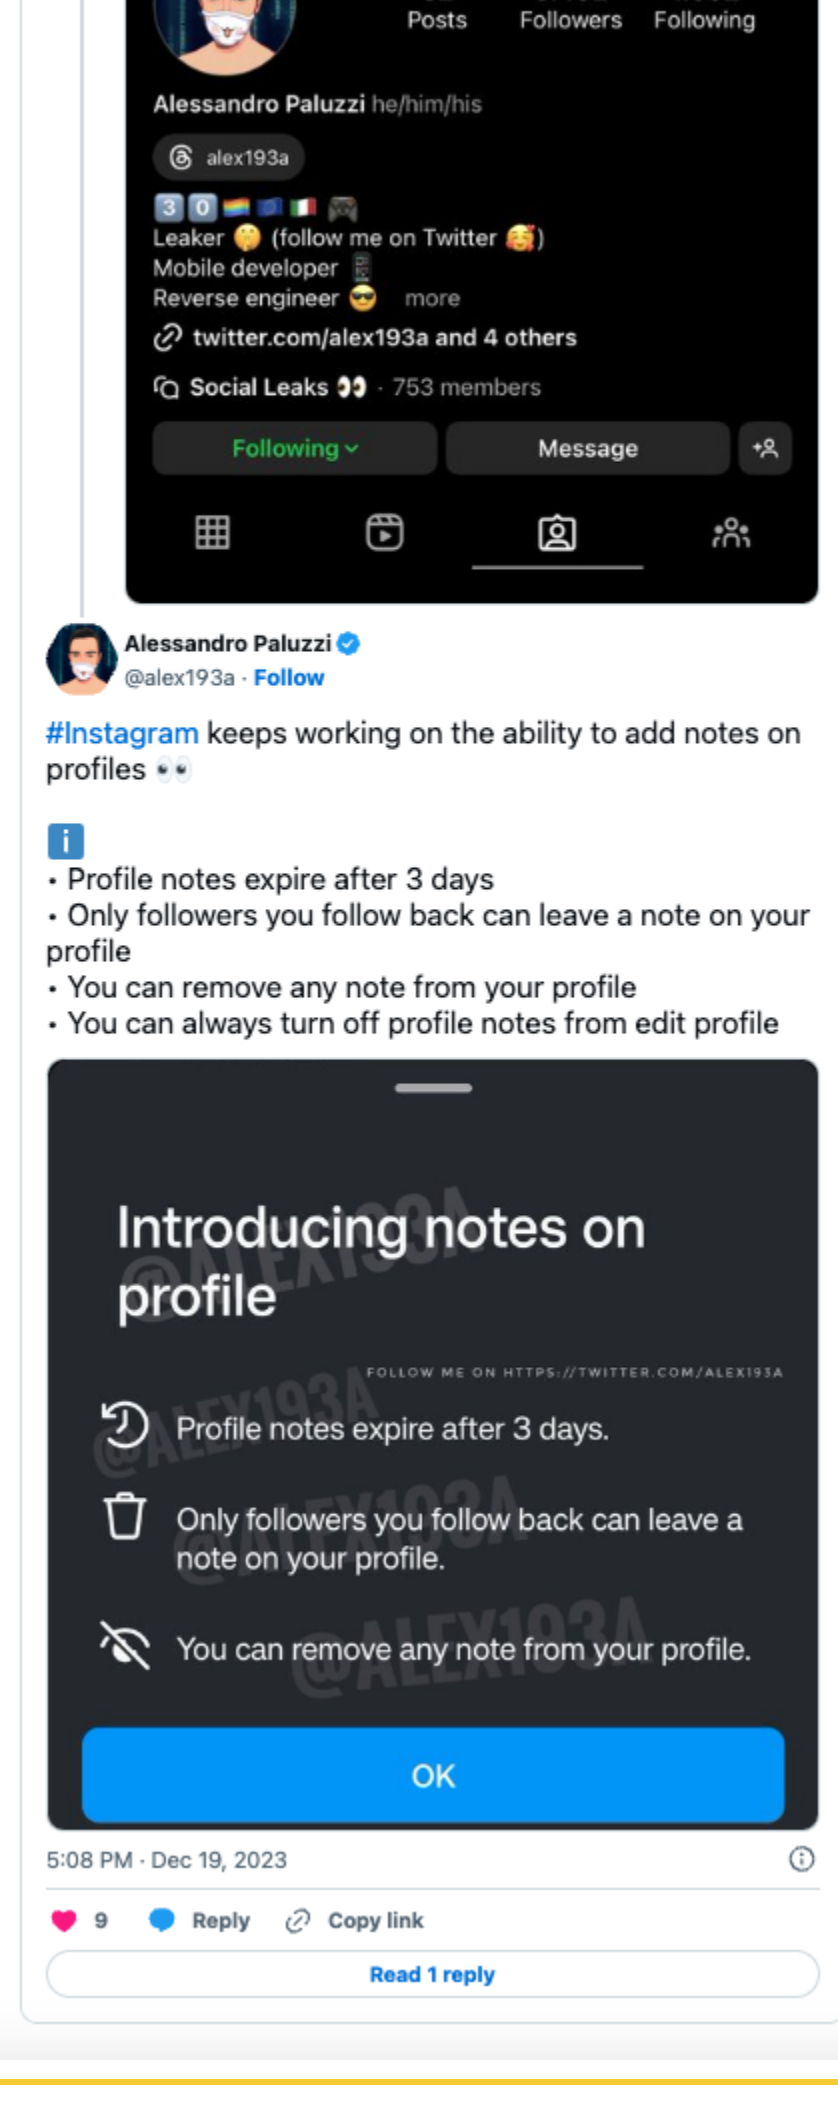 Posts Followers Following
Alessandro Paluzzi he/him/his
alex193a
3 0 🏳️‍🌈 🇪🇺 🇮🇹 🎮
Leaker 🤫 (follow me on Twitter 🥰)
Mobile developer 📱
Reverse engineer 😎 more
twitter.com/alex193a and 4 others
Social Leaks 👀 · 753 members
Following Message
Alessandro Paluzzi
@alex193a · Follow
#Instagram keeps working on the ability to add notes on
profiles 👀
ℹ️
• Profile notes expire after 3 days
• Only followers you follow back can leave a note on your
profile
• You can remove any note from your profile
• You can always turn off profile notes from edit profile
@ALEX193A
Introducing notes on
profile
FOLLOW ME ON HTTPS://TWITTER.COM/ALEX193A
@ALEX193A
Profile notes expire after 3 days.
@ALEX193A
Only followers you follow back can leave a
note on your profile.
@ALEX193A
You can remove any note from your profile.
OK
5:08 PM · Dec 19, 2023
9 Reply Copy link
Read 1 reply